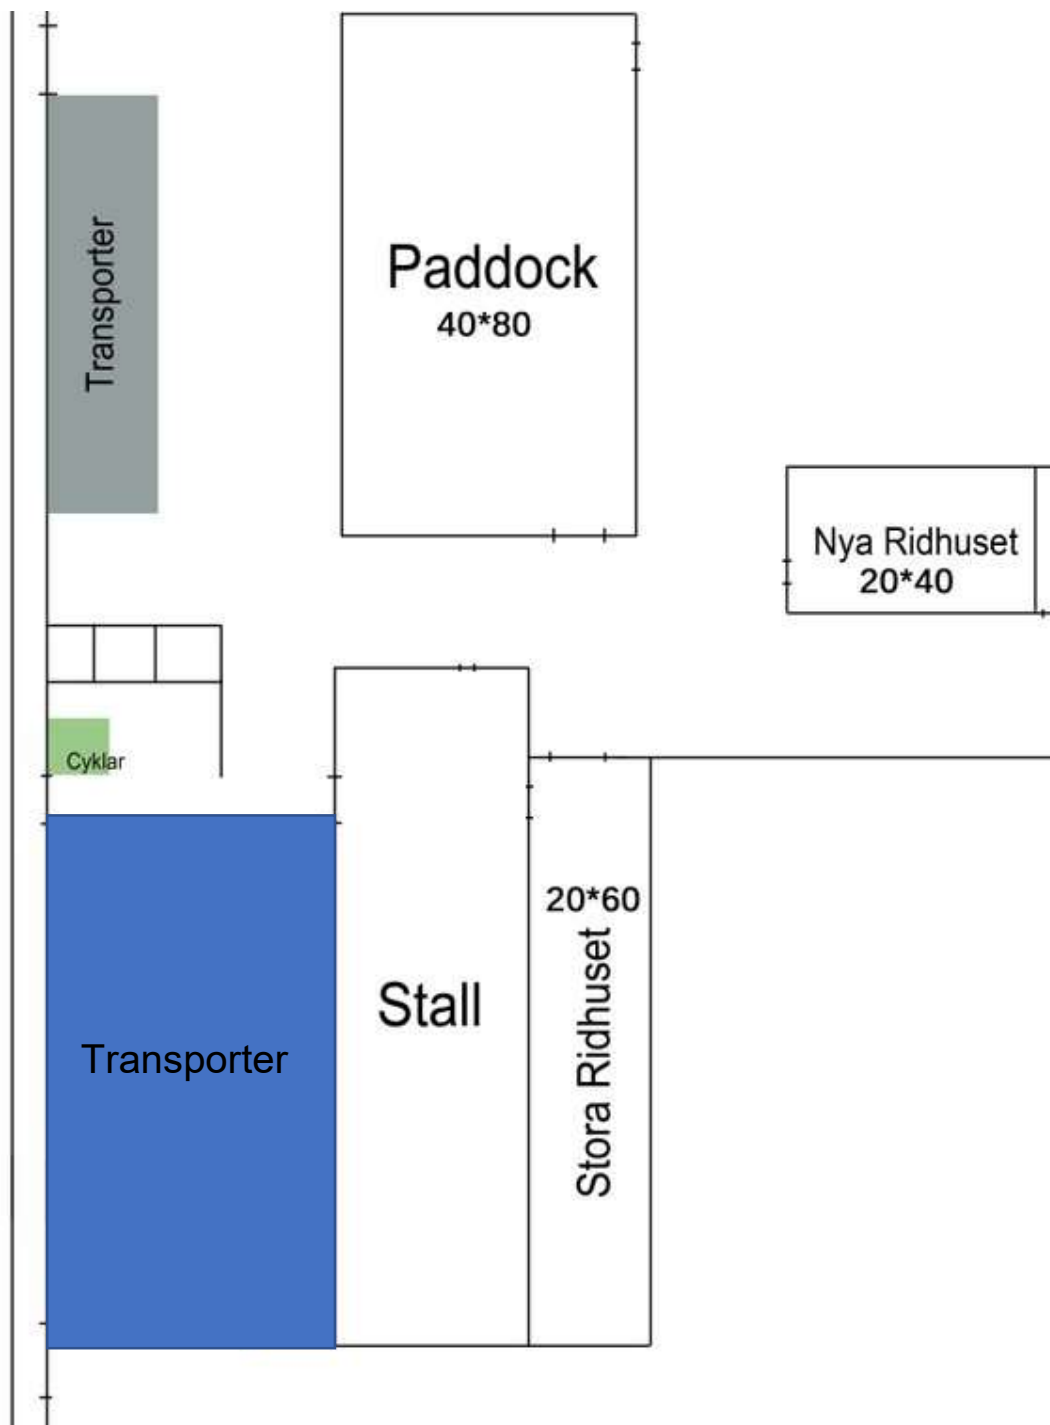 Transporter
Paddock
40*80
Nya Ridhuset
20*40
Cyklar
20*60
Stora Ridhuset
Stall
Transporter